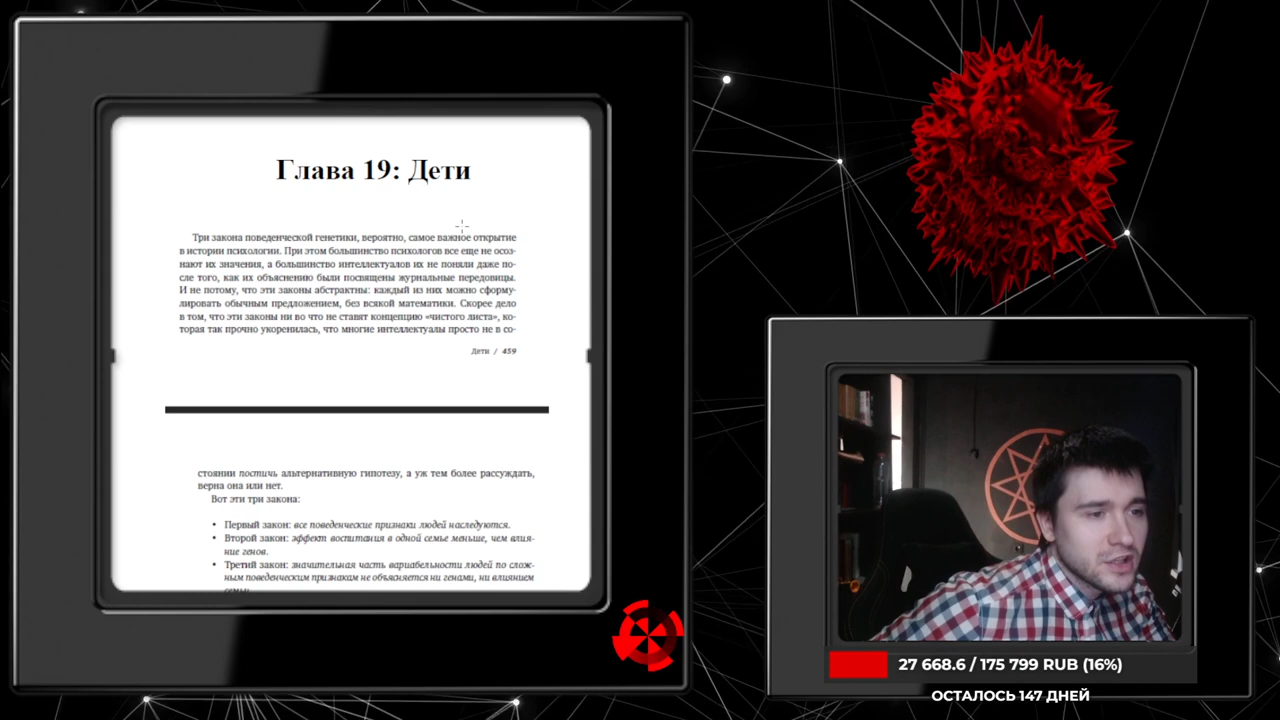 Глава 19: Дети
Три закона поведенческой генетики, вероятно, самое важное открытие
в истории психологии. При этом большинство психологов все еще не осоз-
нают их значения, а большинство интеллектуалов их не поняли даже по-
сле того, как их объяснению были посвящены журнальные передовицы.
И не потому, что эти законы абстрактны: каждый из них можно сформу-
лировать обычным предложением, без всякой математики. Скорее дело
в том, что эти законы ни во что не ставят концепцию «чистого листа», ко-
торая так прочно укоренилась, что многие интеллектуалы просто не в со-
Дети / 459
стоянии постичь альтернативную гипотезу, а уж тем более рассуждать,
верна она или нет.
Вот эти три закона:
• Первый закон: все поведенческие признаки людей наследуются.
• Второй закон: эффект воспитания в одной семье меньше, чем влия-
ние генов.
• Третий закон: значительная часть вариабельности людей по слож-
ным поведенческим признакам не объясняется ни генами, ни влиянием
27 668.6 / 175 799 RUB (16%)
ОСТАЛОСЬ 147 ДНЕЙ